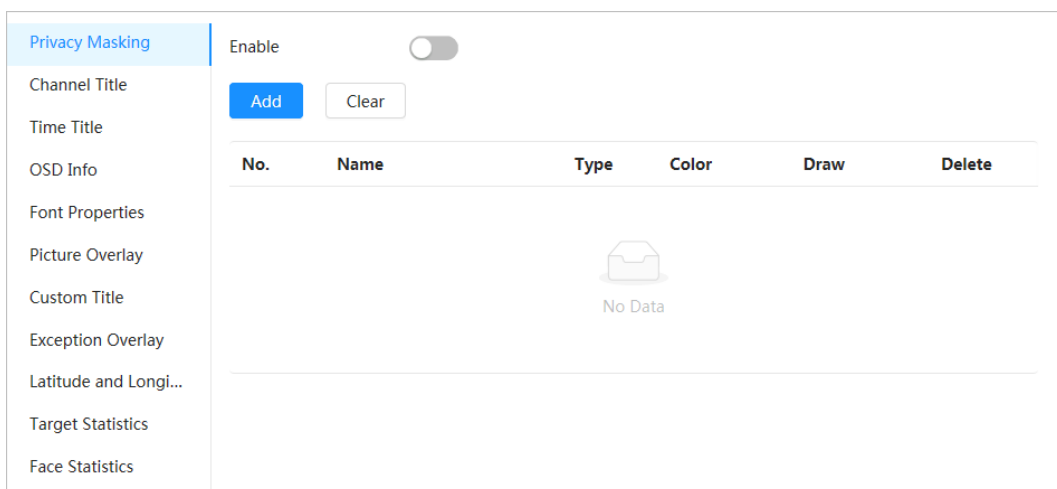 Privacy Masking
Channel Title
Time Title
OSD Info
Font Properties
Picture Overlay
Custom Title
Exception Overlay
Latitude and Longi...
Target Statistics
Face Statistics
Enable
Add Clear
No. Name Type Color Draw Delete
No Data